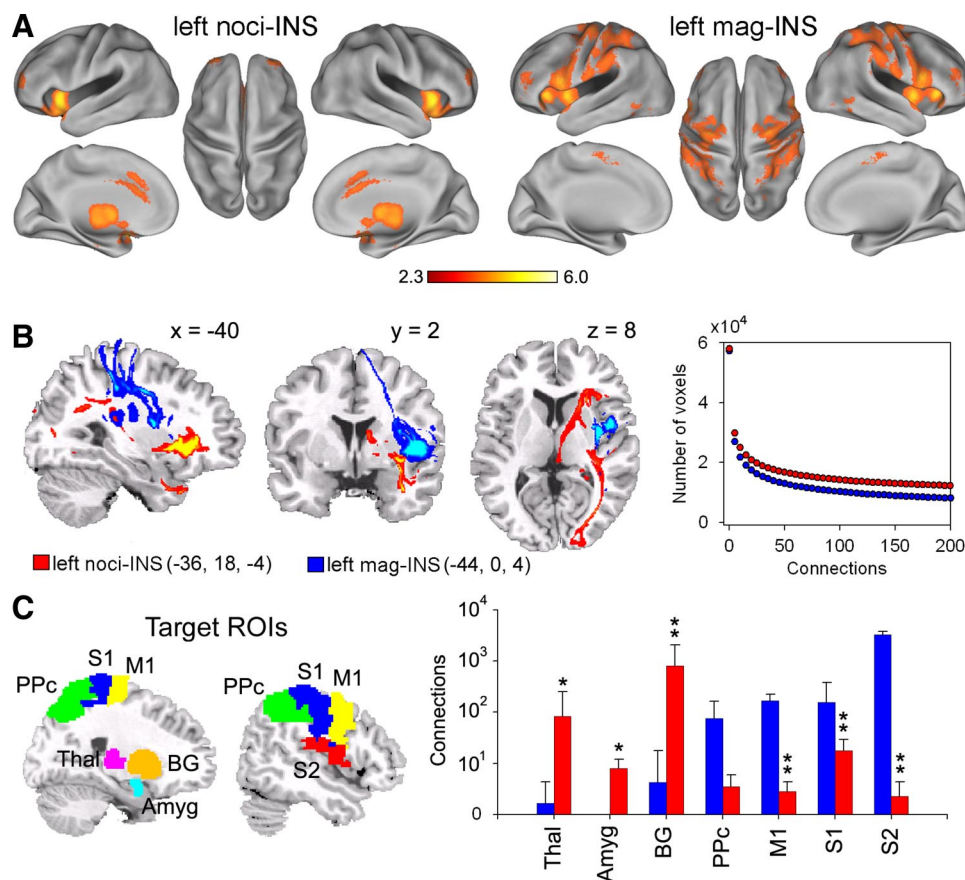 A
left noci-INS
left mag-INS
2.3
6.0
B
x = -40
y = 2
z = 8
left noci-INS (-36, 18, -4)
left mag-INS (-44, 0, 4)
x10⁴
Number of voxels
6
4
2
0
0
50
100
150
200
Connections
C
Target ROIs
PPc
S1
M1
Thal
BG
Amyg
PPc
S1
M1
S2
Connections
10⁴
10³
10²
10¹
0
*
*
**
**
**
**
Thal
Amyg
BG
PPc
M1
S1
S2